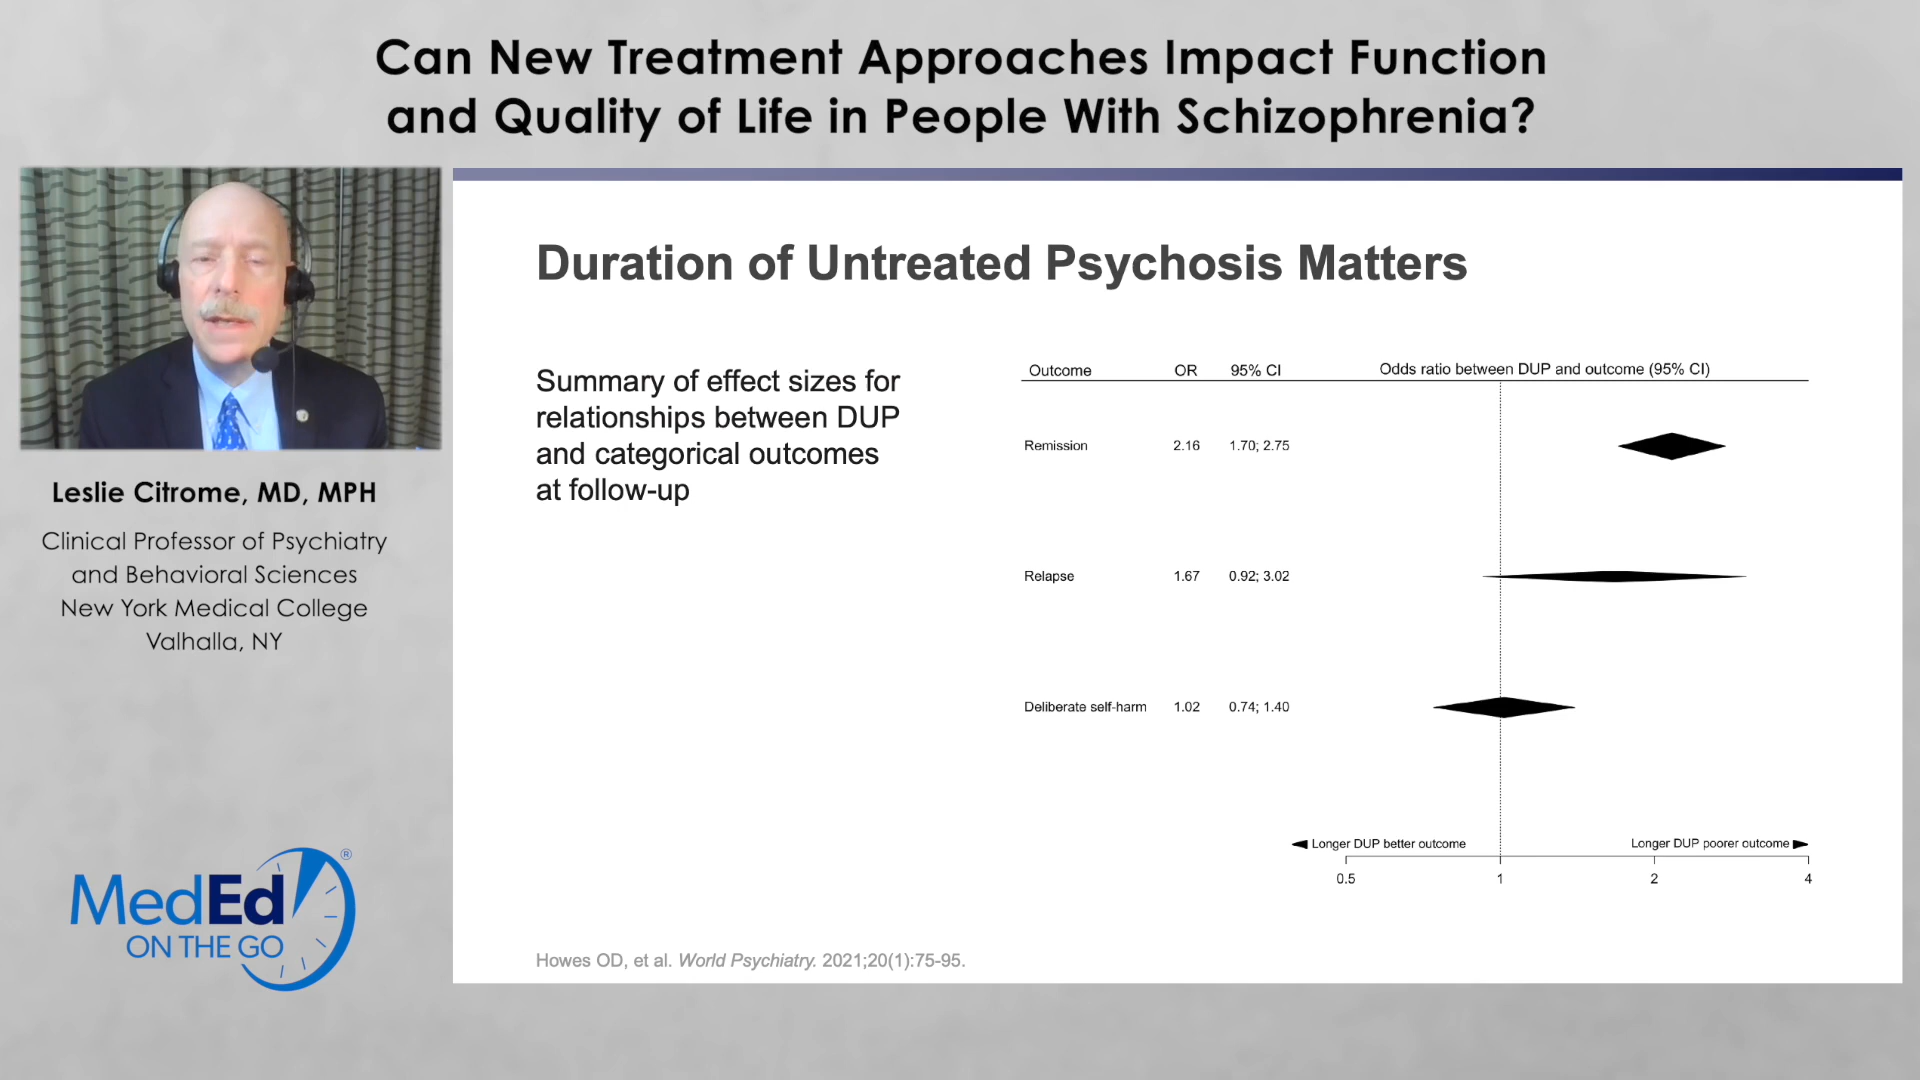 Can New Treatment Approaches Impact Function
and Quality of Life in People With Schizophrenia?
Leslie Citrome, MD, MPH
Clinical Professor of Psychiatry
and Behavioral Sciences
New York Medical College
Valhalla, NY
MedEd®
ON THE GO
Duration of Untreated Psychosis Matters
Summary of effect sizes for
relationships between DUP
and categorical outcomes
at follow-up
Outcome OR 95% CI Odds ratio between DUP and outcome (95% CI)
Remission 2.16 1.70; 2.75
Relapse 1.67 0.92; 3.02
Deliberate self-harm 1.02 0.74; 1.40
Longer DUP better outcome Longer DUP poorer outcome
0.5 1 2 4
Howes OD, et al. World Psychiatry. 2021;20(1):75-95.